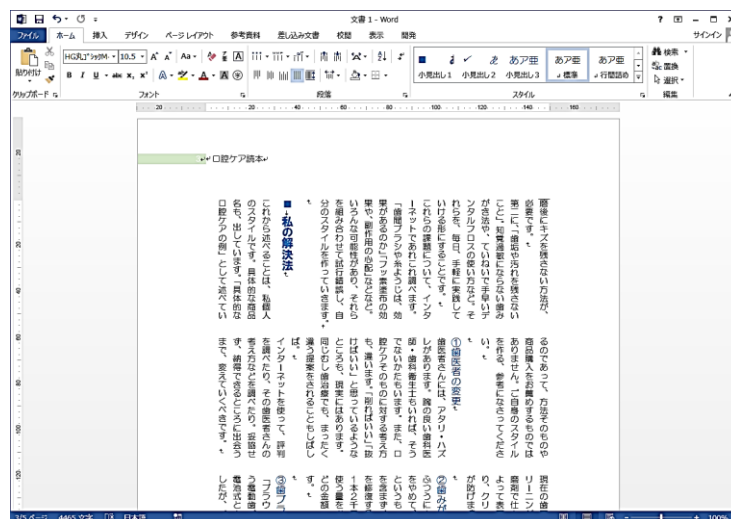 文書 1 - Word
ファイル ホーム 挿入 デザイン ページ レイアウト 参考資料 差し込み文書 校閲 表示 開発 サインイン
貼り付け
10.5
小見出し1 小見出し2 小見出し3 標準 行間詰め
検索
置換
選択
クリップボード フォント 段落 スタイル 編集
口腔ケア読本
磨後にキズを残さない方法が、
必要です。
第二に「歯垢や汚れを残さない
こと」。知覚過敏にならない歯み
がき法や、ていねいで手早いデ
ンタルフロスの使い方など。そ
れらを、毎日、手軽に実践して
いける形にすることです。
これらの課題について、インタ
ーネットであれこれ調べます。
「歯間ブラシや糸ようじは、効
果があるのか」「フッ素塗布の効
果や、副作用の心配」などなど。
いろんな可能性があり、それら
を組み合わせて試行錯誤し、自
分のスタイルを作っていきます。
■私の解決法
これから述べることは、私個人
のスタイルです。具体的な商品
名も、出しています。「具体的な
口腔ケアの例」として述べてい
るのであって、方法そのものや
商品購入をお薦めするものでは
ありません。ご自身のスタイル
を作る、参考になさってくださ
い。
①歯医者の変更
歯医者さんには、アタリ・ハズ
レがあります。腕の良い歯科医
師・歯科衛生士もいれば、そう
でないかたもいます。また、口
腔ケアそのものに対する考え方
も、違います。「削ればいい」「抜
けばいい」と思っているような
ところも、現実にはあります。
同じむし歯治療でも、まったく
違う提案をされることもしばし
ば。
インターネットを使って、評判
を調べたり、その歯医者さんの
考え方などを調べたり。妥協せ
ず、納得できるところに出会う
まで、変えていくべきです。
現在の歯
リーニン
磨剤で仕
よって表
り、クリ
が防げま
②歯みが
ふつうに
をやめて
というも
を含まず
を修復す
1本2千
使う量を
どの金額
す。
③歯ブラ
「ブラウ
う電動歯
電池式と
したが、
3/5 ページ 4465 文字 日本語 100%